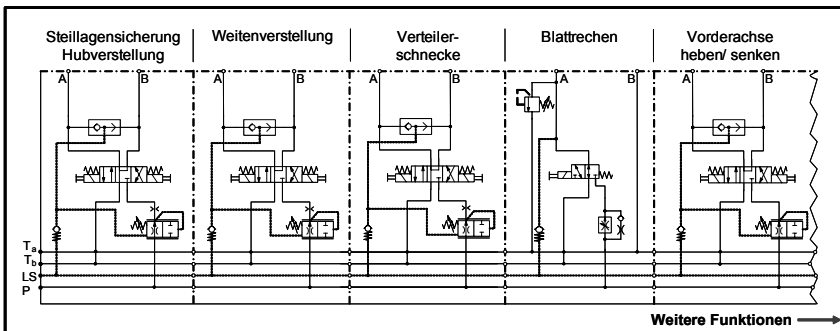 Steillagensicherung
Hubverstellung
Weitenverstellung
Verteiler-
schnecke
Blattrechen
Vorderachse
heben/ senken
A B
A B
A B
A B
A B
Ta
Tb
LS
P
Weitere Funktionen